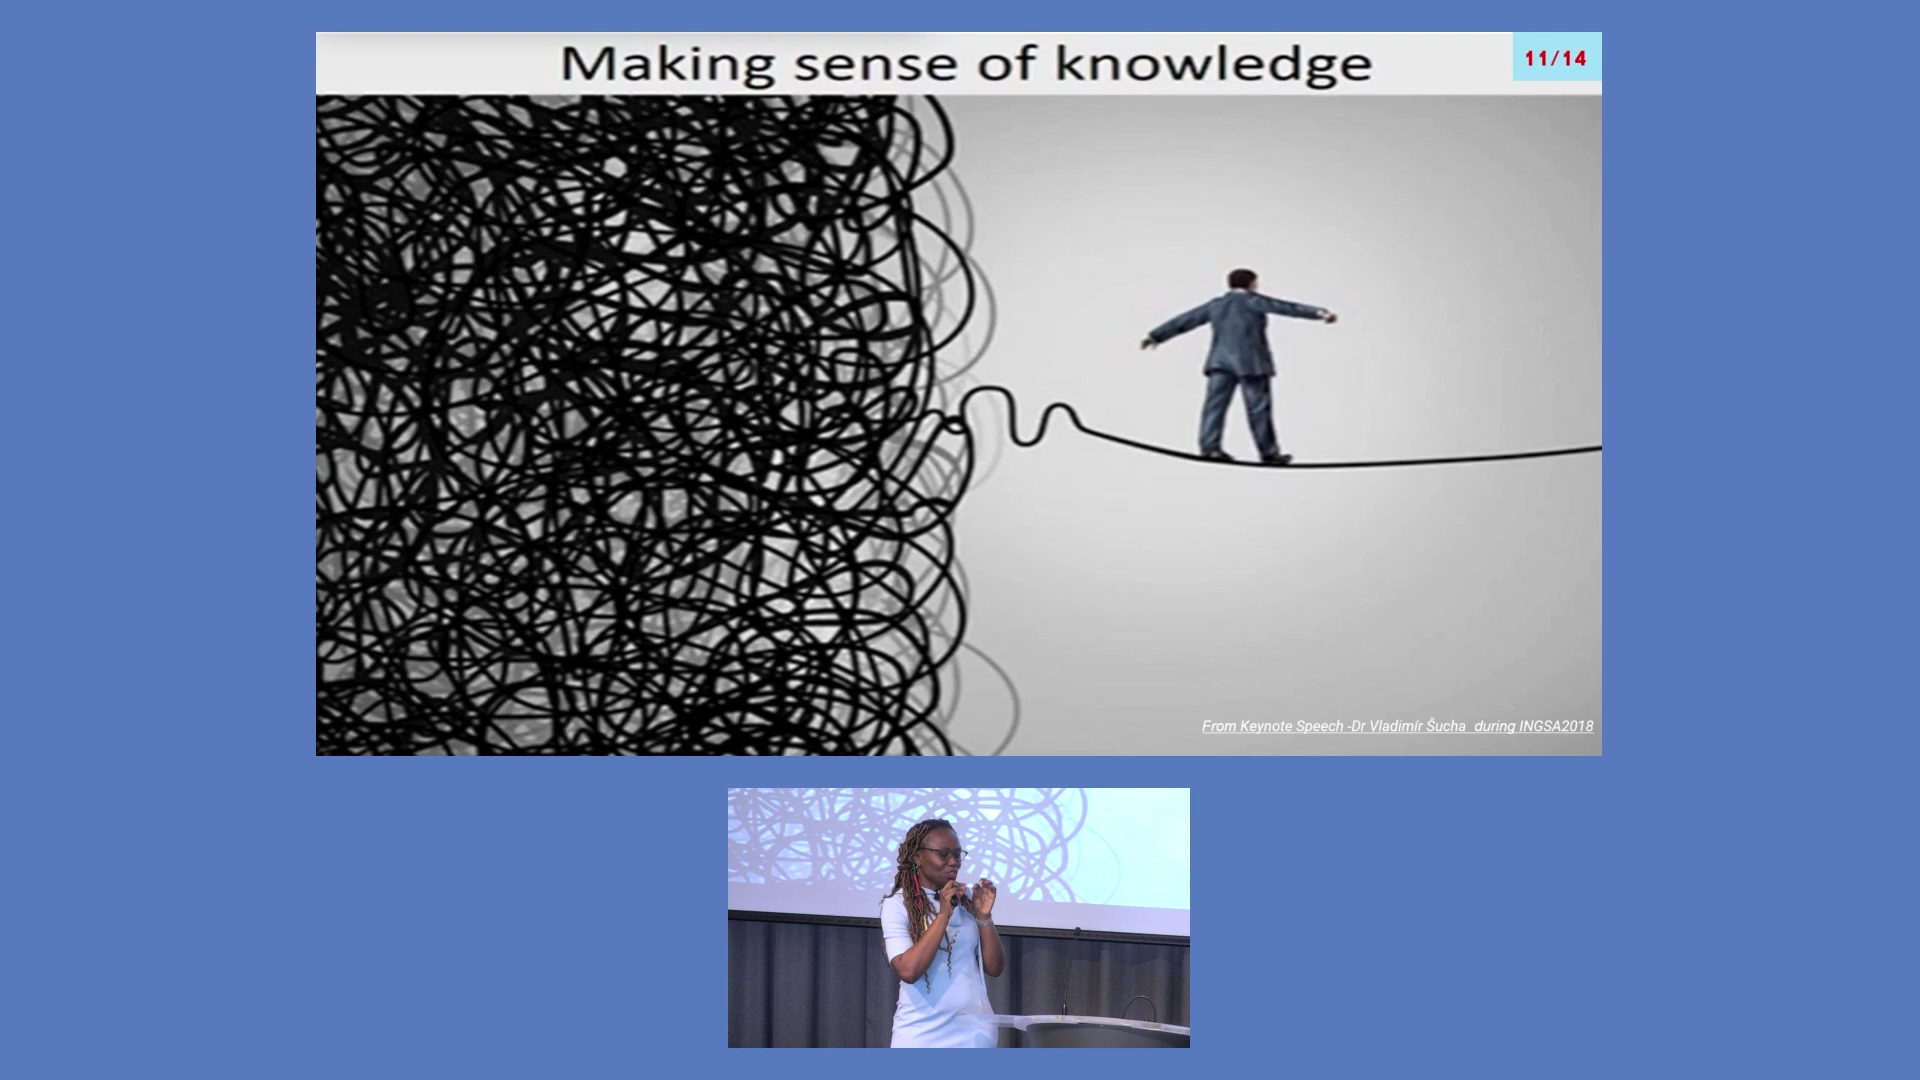 Making sense of knowledge
11/14
From Keynote Speech -Dr Vladimír Šucha  during INGSA2018